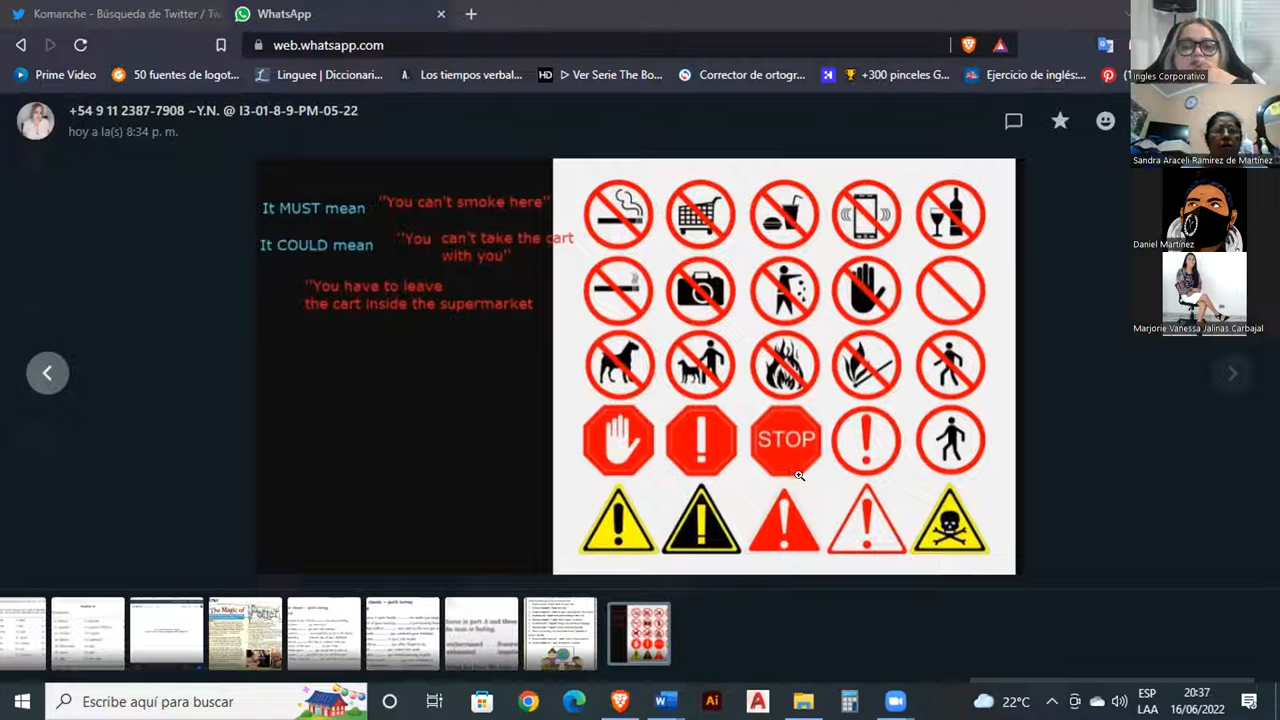 Komanche - Búsqueda de Twitter / Tw
WhatsApp
web.whatsapp.com
Prime Video
50 fuentes de logot...
Linguee | Diccionari...
Los tiempos verbal...
HD ▷ Ver Serie The Bo...
Corrector de ortogr...
+300 pinceles G...
Ejercicio de inglés:...
Ingles Corporativo
+54 9 11 2387-7908 ~Y.N. @ I3-01-8-9-PM-05-22
hoy a la(s) 8:34 p. m.
Sandra Araceli Ramirez de Martínez
It MUST mean "You can't smoke here"
It COULD mean "You can't take the cart
with you"
"You have to leave
the cart inside the supermarket
Daniel Martinez
Marjorie Vanessa Jalinas Carbajal
STOP
The Magic of
Escribe aquí para buscar
Ai
A
22°C
ESP
LAA
20:37
16/06/2022